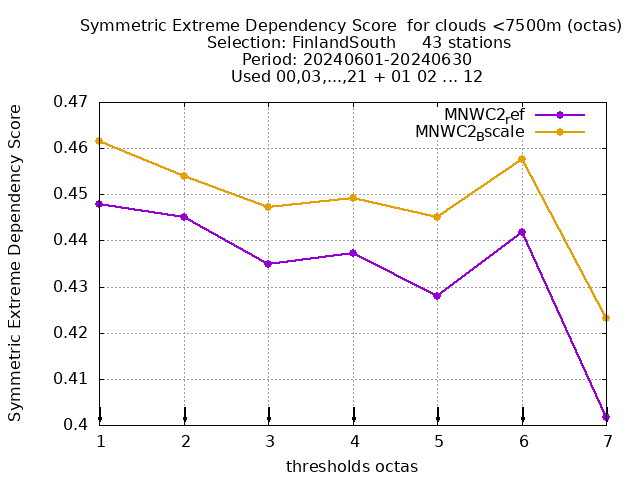 Symmetric Extreme Dependency Score  for clouds <7500m (octas)
Selection: FinlandSouth     43 stations
Period: 20240601-20240630
Used 00,03,...,21 + 01 02 ... 12
MNWC2ref
MNWC2Bscale
Symmetric Extreme Dependency Score
0.47
0.46
0.45
0.44
0.43
0.42
0.41
0.4
1 2 3 4 5 6 7
thresholds octas